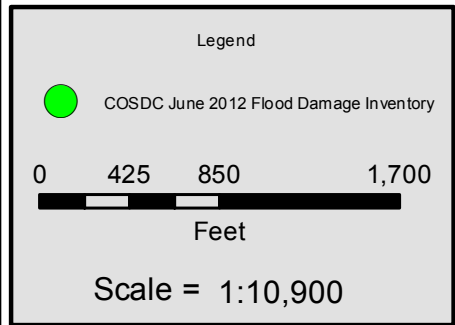 Legend
COSDC June 2012 Flood Damage Inventory
0 425 850 1,700
Feet
Scale = 1:10,900